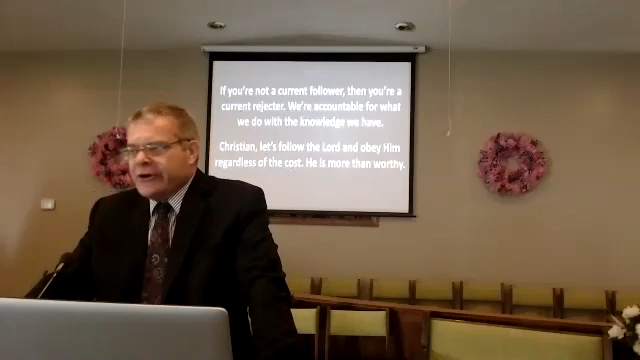 If you're not a current follower, then you're a
current rejecter. We're accountable for what
we do with the knowledge we have.
Christian, let's follow the Lord and obey Him
regardless of the cost. He is more than worthy.